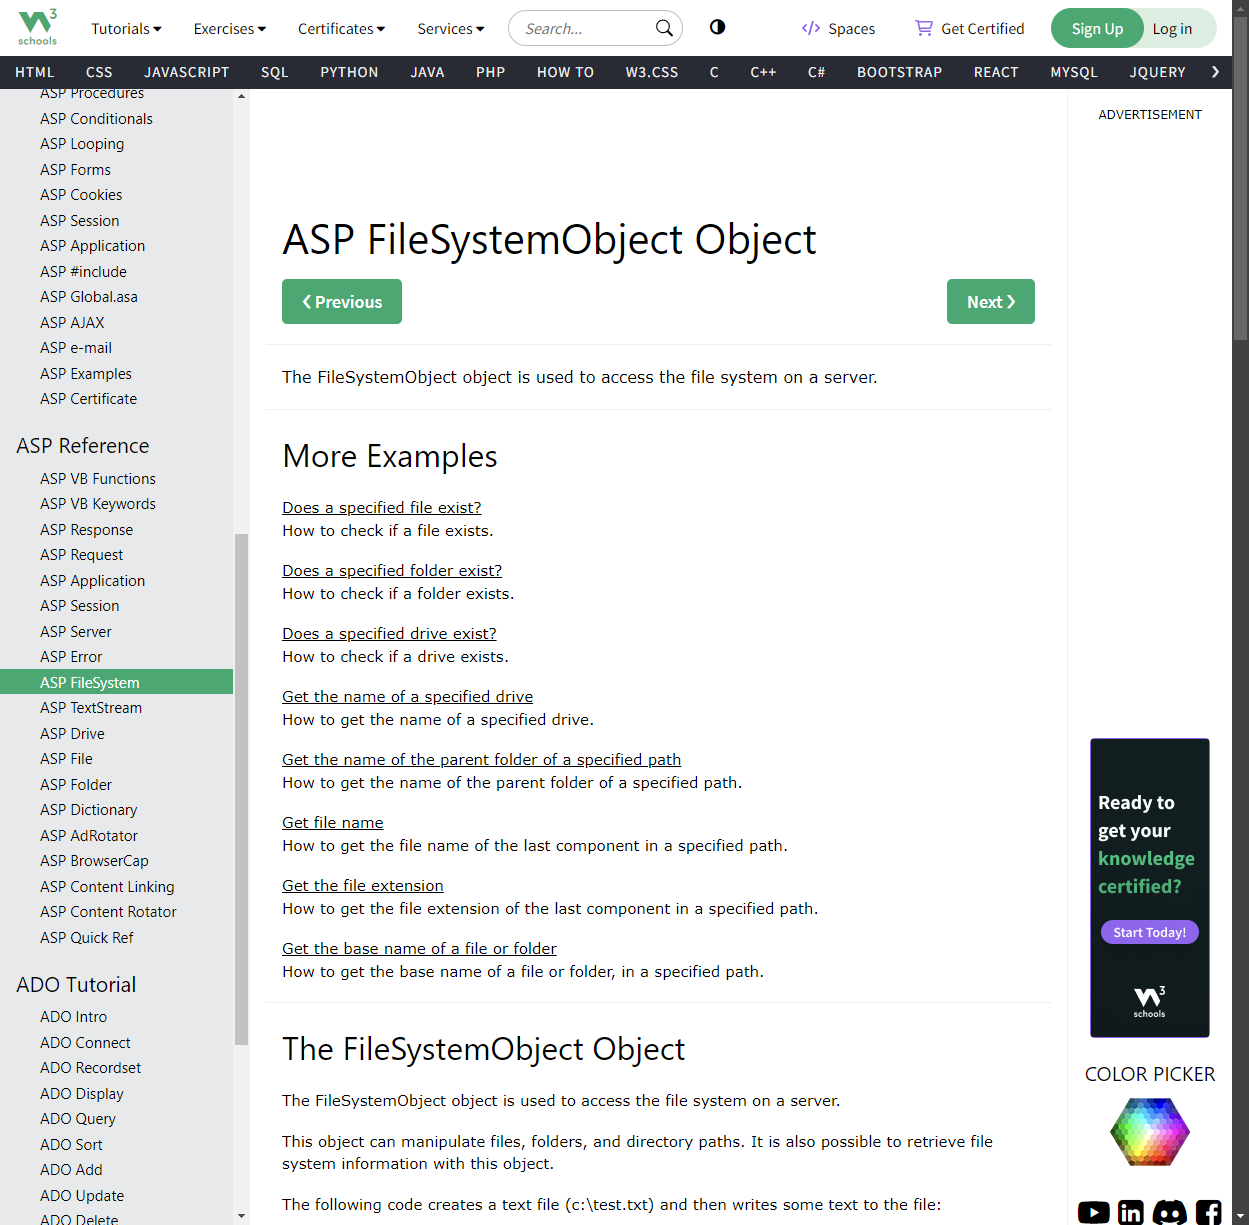 W3 schools
Tutorials
Exercises
Certificates
Services
Search...
Spaces
Get Certified
Sign Up
Log in
HTML CSS JAVASCRIPT SQL PYTHON JAVA PHP HOW TO W3.CSS C C++ C# BOOTSTRAP REACT MYSQL JQUERY
ASP Procedures
ASP Conditionals
ASP Looping
ASP Forms
ASP Cookies
ASP Session
ASP Application
ASP #include
ASP Global.asa
ASP AJAX
ASP e-mail
ASP Examples
ASP Certificate
ASP Reference
ASP VB Functions
ASP VB Keywords
ASP Response
ASP Request
ASP Application
ASP Session
ASP Server
ASP Error
ASP FileSystem
ASP TextStream
ASP Drive
ASP File
ASP Folder
ASP Dictionary
ASP AdRotator
ASP BrowserCap
ASP Content Linking
ASP Content Rotator
ASP Quick Ref
ADO Tutorial
ADO Intro
ADO Connect
ADO Recordset
ADO Display
ADO Query
ADO Sort
ADO Add
ADO Update
ADO Delete
ASP FileSystemObject Object
❮ Previous
Next ❯
The FileSystemObject object is used to access the file system on a server.
More Examples
Does a specified file exist?
How to check if a file exists.
Does a specified folder exist?
How to check if a folder exists.
Does a specified drive exist?
How to check if a drive exists.
Get the name of a specified drive
How to get the name of a specified drive.
Get the name of the parent folder of a specified path
How to get the name of the parent folder of a specified path.
Get file name
How to get the file name of the last component in a specified path.
Get the file extension
How to get the file extension of the last component in a specified path.
Get the base name of a file or folder
How to get the base name of a file or folder, in a specified path.
The FileSystemObject Object
The FileSystemObject object is used to access the file system on a server.
This object can manipulate files, folders, and directory paths. It is also possible to retrieve file
system information with this object.
The following code creates a text file (c:\test.txt) and then writes some text to the file:
ADVERTISEMENT
Ready to
get your
knowledge
certified?
Start Today!
W3 schools
COLOR PICKER